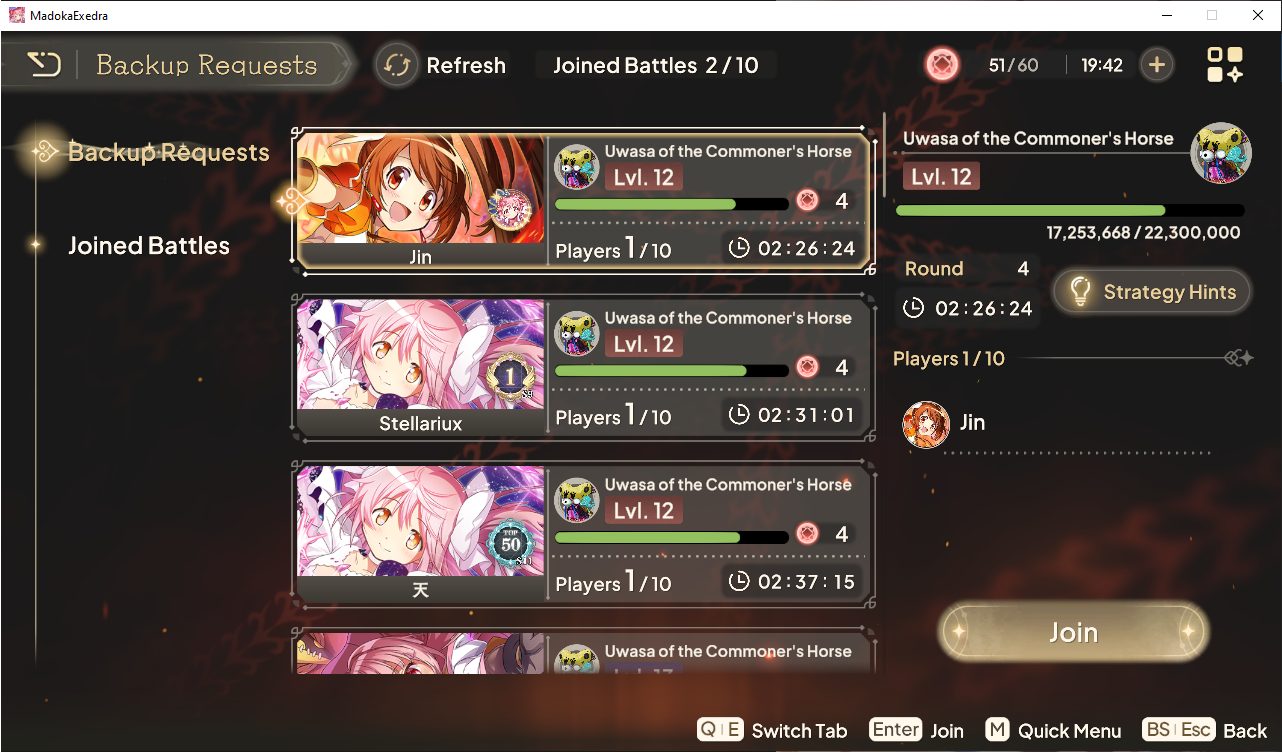 MadokaExedra
Backup Requests
Refresh
Joined Battles 2/10
51/60
19:42
Backup Requests
Joined Battles
Jin
Uwasa of the Commoner's Horse
Lvl. 12
4
Players 1/10
02:26:24
1
Stellariux
Uwasa of the Commoner's Horse
Lvl. 12
4
Players 1/10
02:31:01
TOP
50
天
Uwasa of the Commoner's Horse
Lvl. 12
4
Players 1/10
02:37:15
Uwasa of the Commoner's Horse
Uwasa of the Commoner's Horse
Lvl. 12
17,253,668/22,300,000
Round 4
02:26:24
Strategy Hints
Players 1/10
Jin
Join
Q E Switch Tab Enter Join M Quick Menu BS Esc Back